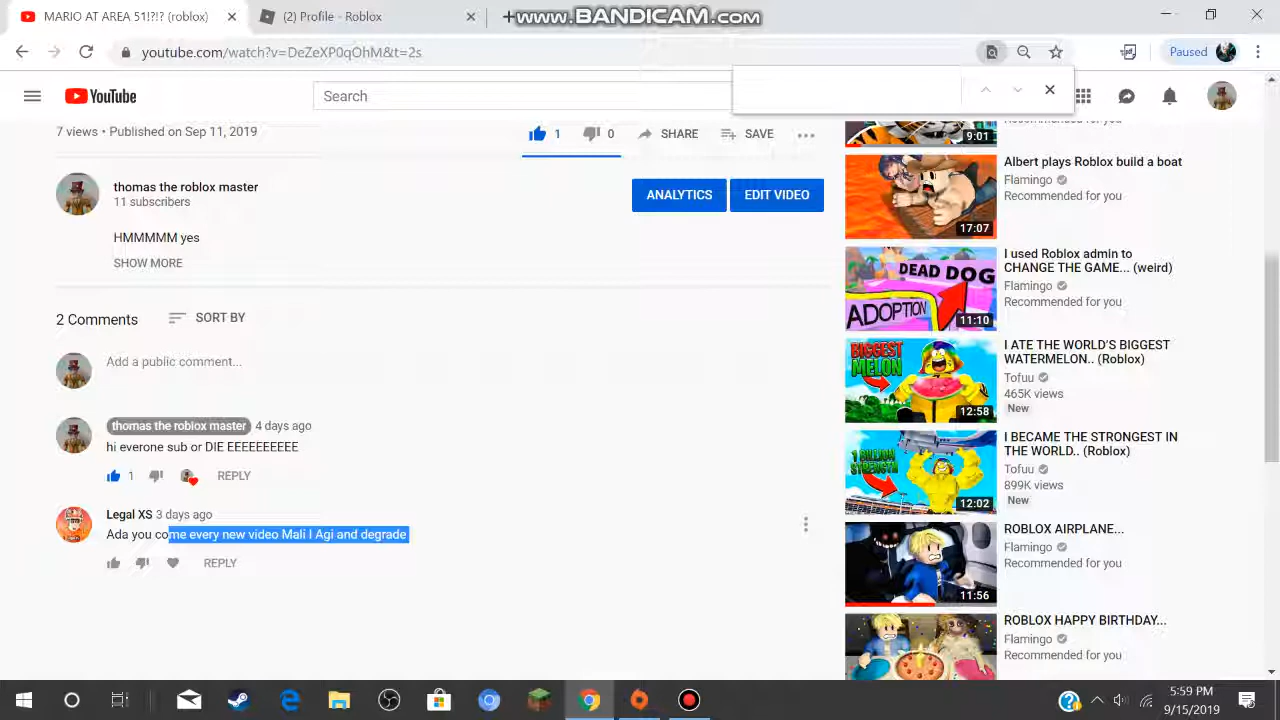 MARIO AT AREA 51!?!? (roblox)
(2) Profile - Roblox
www.BANDICAM.com
youtube.com/watch?v=DeZeXP0qOhM&t=2s
Paused
YouTube
Search
7 views • Published on Sep 11, 2019
1
0
SHARE
SAVE
thomas the roblox master
11 subscribers
ANALYTICS
EDIT VIDEO
HMMMMM yes
SHOW MORE
2 Comments
SORT BY
Add a public comment...
thomas the roblox master 4 days ago
hi everone sub or DIE EEEEEEEEEE
1
REPLY
Legal XS 3 days ago
Ada you come every new video Mali I Agi and degrade
REPLY
9:01
Albert plays Roblox build a boat
Flamingo
Recommended for you
17:07
I used Roblox admin to
CHANGE THE GAME... (weird)
Flamingo
Recommended for you
DEAD DOG
ADOPTION
11:10
I ATE THE WORLD'S BIGGEST
WATERMELON.. (Roblox)
Tofuu
465K views
New
BIGGEST
MELON
12:58
I BECAME THE STRONGEST IN
THE WORLD.. (Roblox)
Tofuu
899K views
New
1 BILLION
STRENGTH
12:02
ROBLOX AIRPLANE...
Flamingo
Recommended for you
11:56
ROBLOX HAPPY BIRTHDAY...
Flamingo
Recommended for you
5:59 PM
9/15/2019